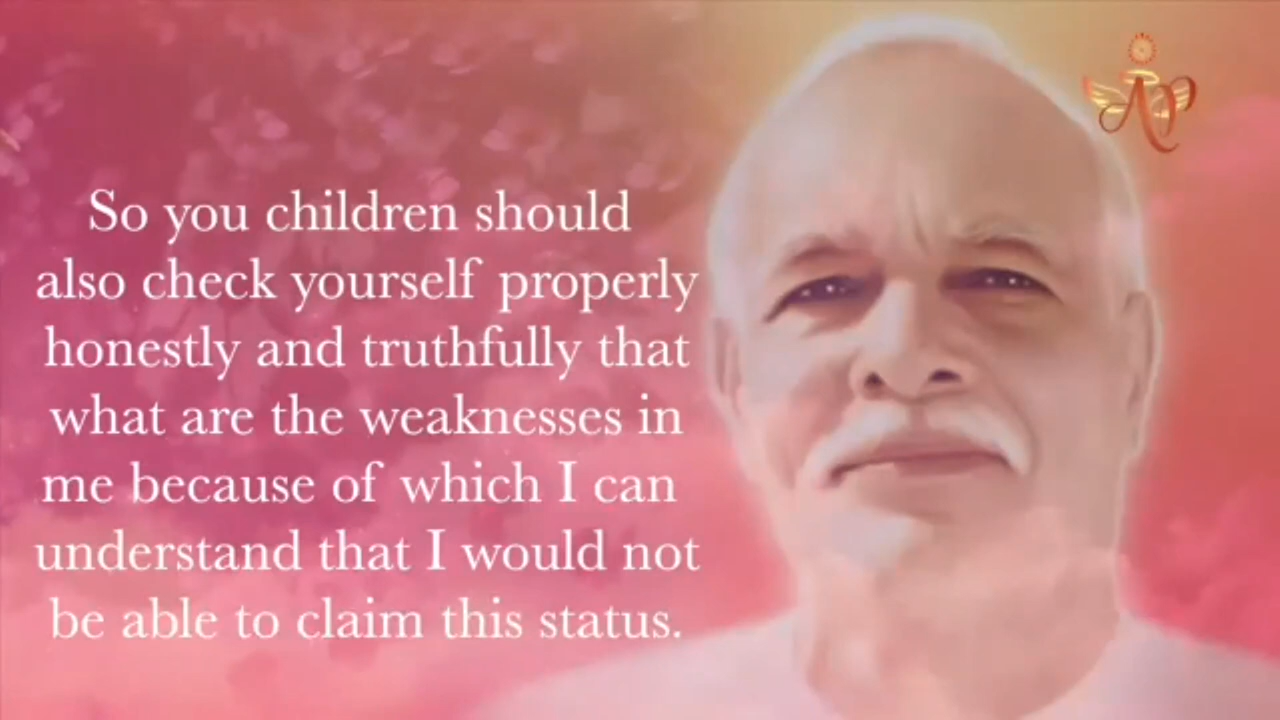 So you children should
also check yourself properly
honestly and truthfully that
what are the weaknesses in
me because of which I can
understand that I would not
be able to claim this status.